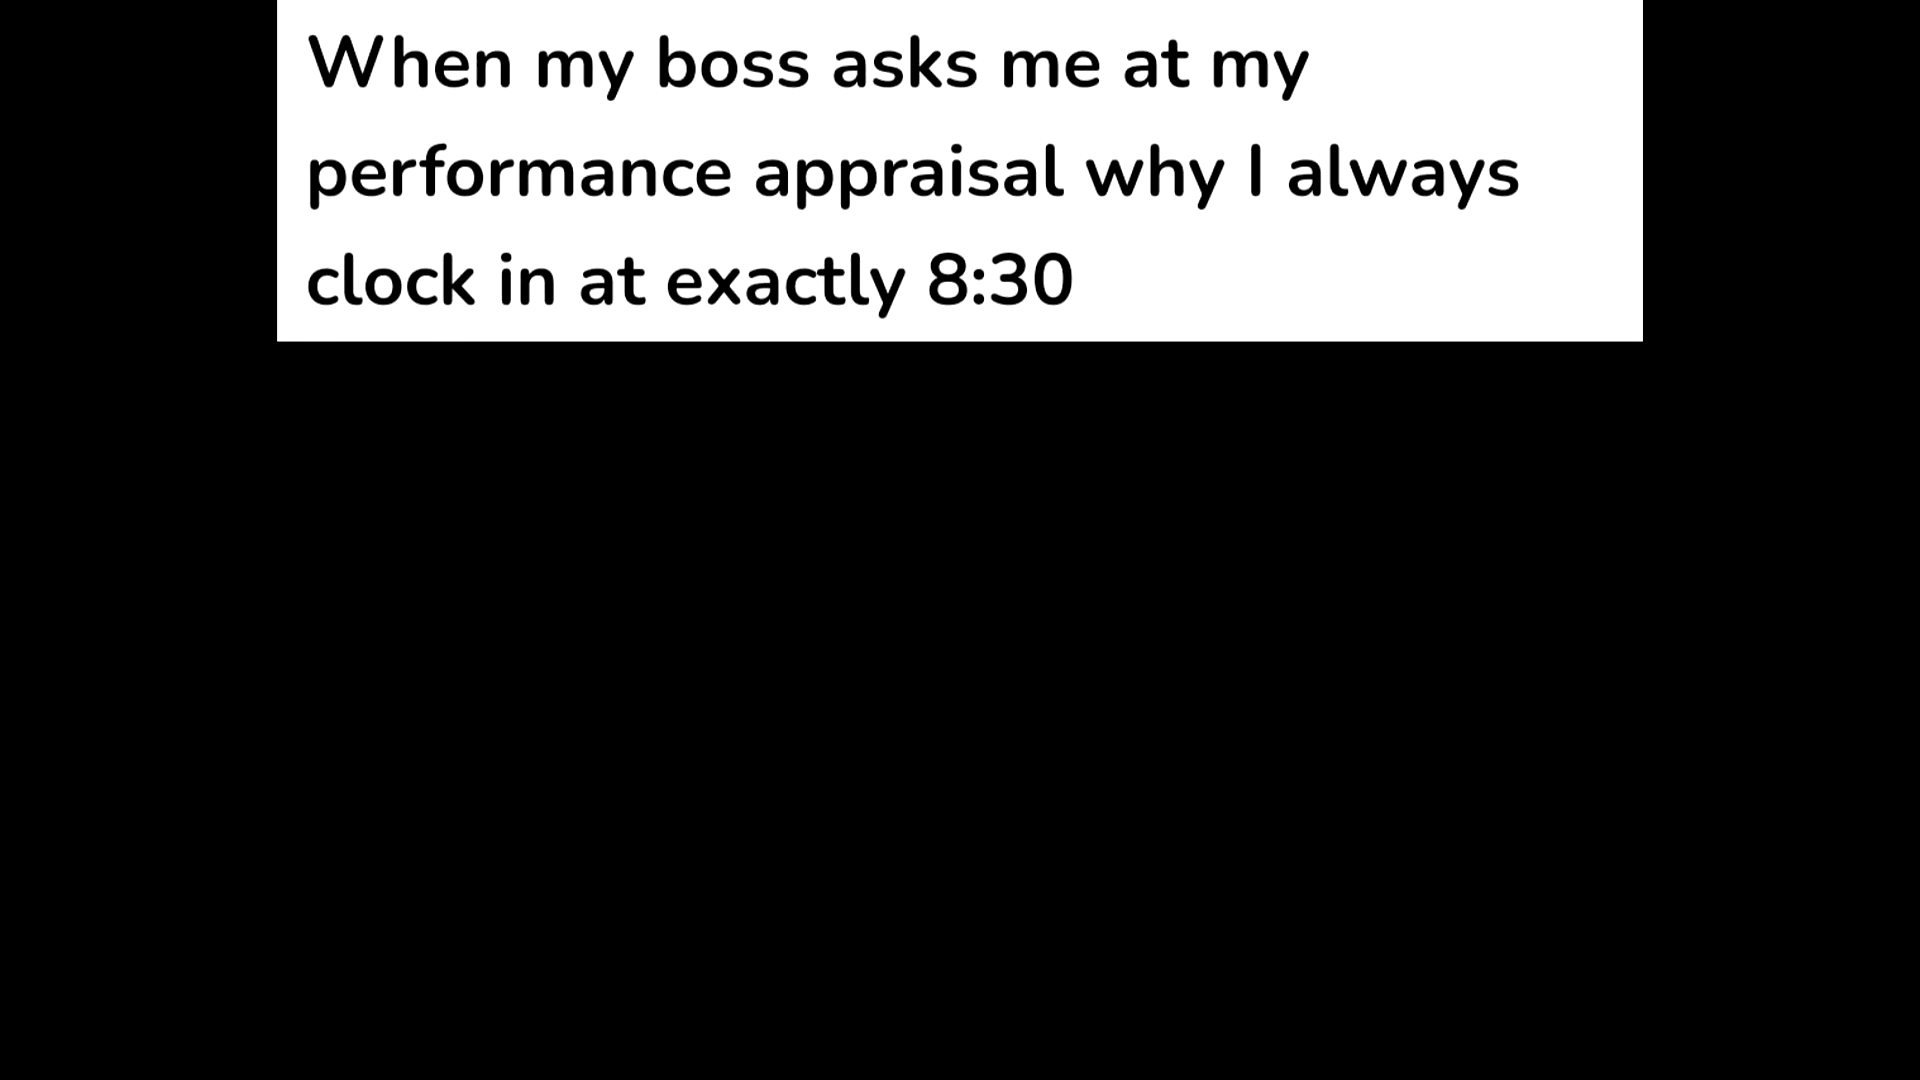 When my boss asks me at my
performance appraisal why I always
clock in at exactly 8:30